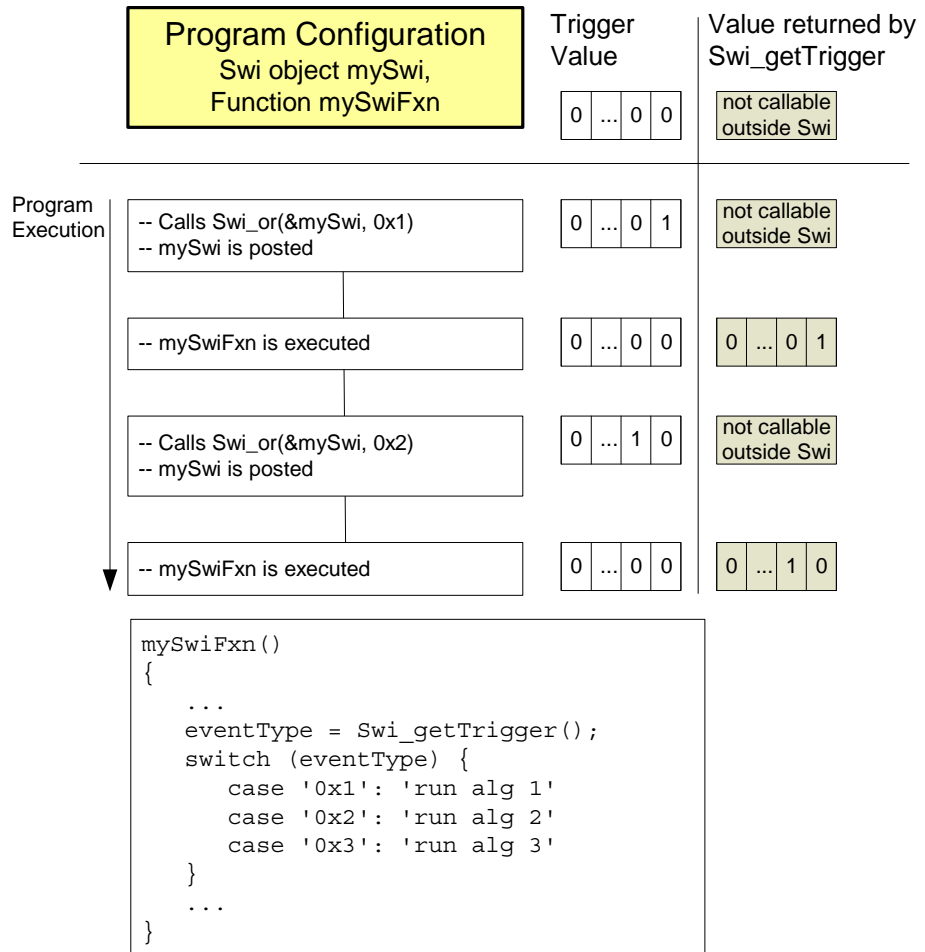 Program Configuration
Swi object mySwi,
Function mySwiFxn
Trigger
Value
Value returned by
Swi_getTrigger
0 ... 0 0
not callable
outside Swi
Program
Execution
-- Calls Swi_or(&mySwi, 0x1)
-- mySwi is posted
0 ... 0 1
not callable
outside Swi
-- mySwiFxn is executed
0 ... 0 0
0 ... 0 1
-- Calls Swi_or(&mySwi, 0x2)
-- mySwi is posted
0 ... 1 0
not callable
outside Swi
-- mySwiFxn is executed
0 ... 0 0
0 ... 1 0
mySwiFxn()
{
   ...
   eventType = Swi_getTrigger();
   switch (eventType) {
      case '0x1': 'run alg 1'
      case '0x2': 'run alg 2'
      case '0x3': 'run alg 3'
   }
   ...
}